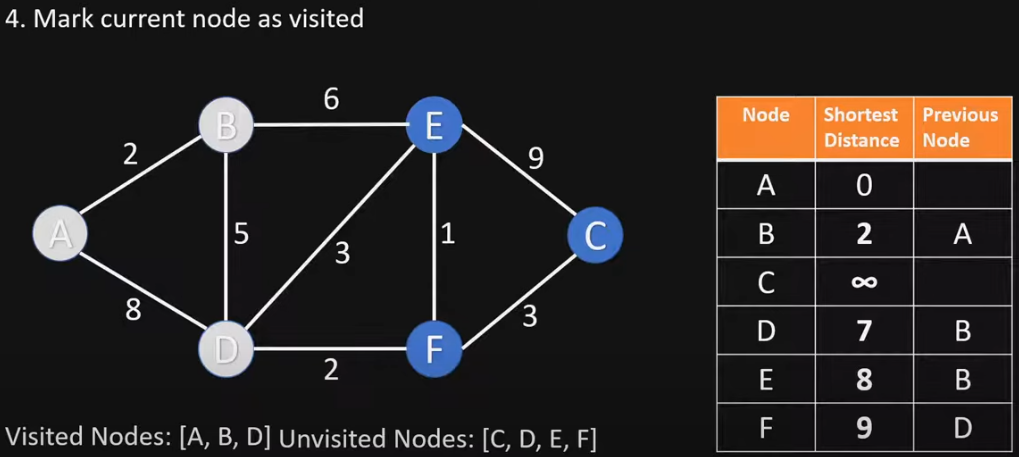 4. Mark current node as visited
6
B
E
2
9
A
5
3
1
C
8
3
D
F
2
Visited Nodes: [A, B, D] Unvisited Nodes: [C, D, E, F]
Node Shortest Distance Previous Node
A 0
B 2 A
C ∞
D 7 B
E 8 B
F 9 D